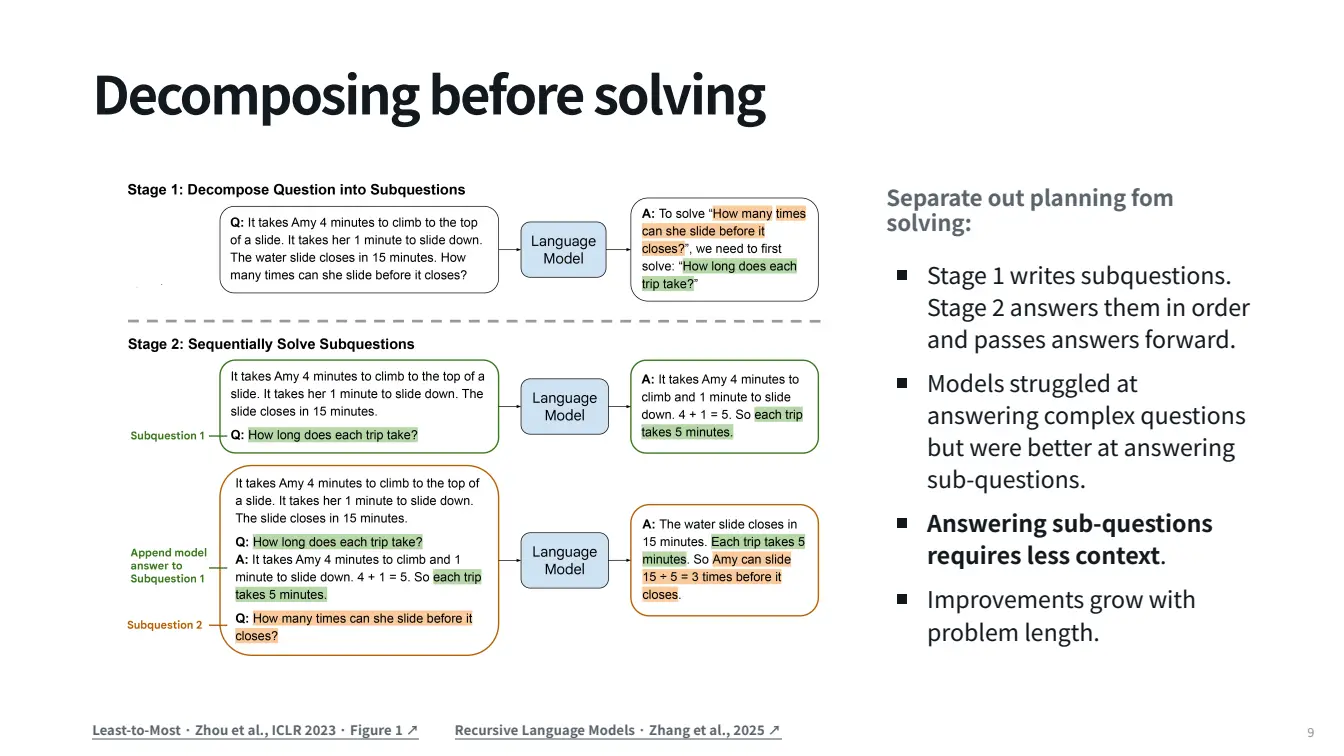 Decomposing before solving
Stage 1: Decompose Question into Subquestions
Q: It takes Amy 4 minutes to climb to the top
of a slide. It takes her 1 minute to slide down.
The water slide closes in 15 minutes. How
many times can she slide before it closes?
Language
Model
A: To solve “How many times
can she slide before it
closes?”, we need to first
solve: “How long does each
trip take?”
Stage 2: Sequentially Solve Subquestions
It takes Amy 4 minutes to climb to the top of a
slide. It takes her 1 minute to slide down. The
slide closes in 15 minutes.
Subquestion 1
Q: How long does each trip take?
Language
Model
A: It takes Amy 4 minutes to
climb and 1 minute to slide
down. 4 + 1 = 5. So each trip
takes 5 minutes.
It takes Amy 4 minutes to climb to the top of
a slide. It takes her 1 minute to slide down.
The slide closes in 15 minutes.
Append model
answer to
Subquestion 1
Q: How long does each trip take?
A: It takes Amy 4 minutes to climb and 1
minute to slide down. 4 + 1 = 5. So each trip
takes 5 minutes.
Subquestion 2
Q: How many times can she slide before it
closes?
Language
Model
A: The water slide closes in
15 minutes. Each trip takes 5
minutes. So Amy can slide
15 ÷ 5 = 3 times before it
closes.
Separate out planning fom
solving:
Stage 1 writes subquestions.
Stage 2 answers them in order
and passes answers forward.
Models struggled at
answering complex questions
but were better at answering
sub-questions.
Answering sub-questions
requires less context.
Improvements grow with
problem length.
Least-to-Most · Zhou et al., ICLR 2023 · Figure 1 ↗
Recursive Language Models · Zhang et al., 2025 ↗
9